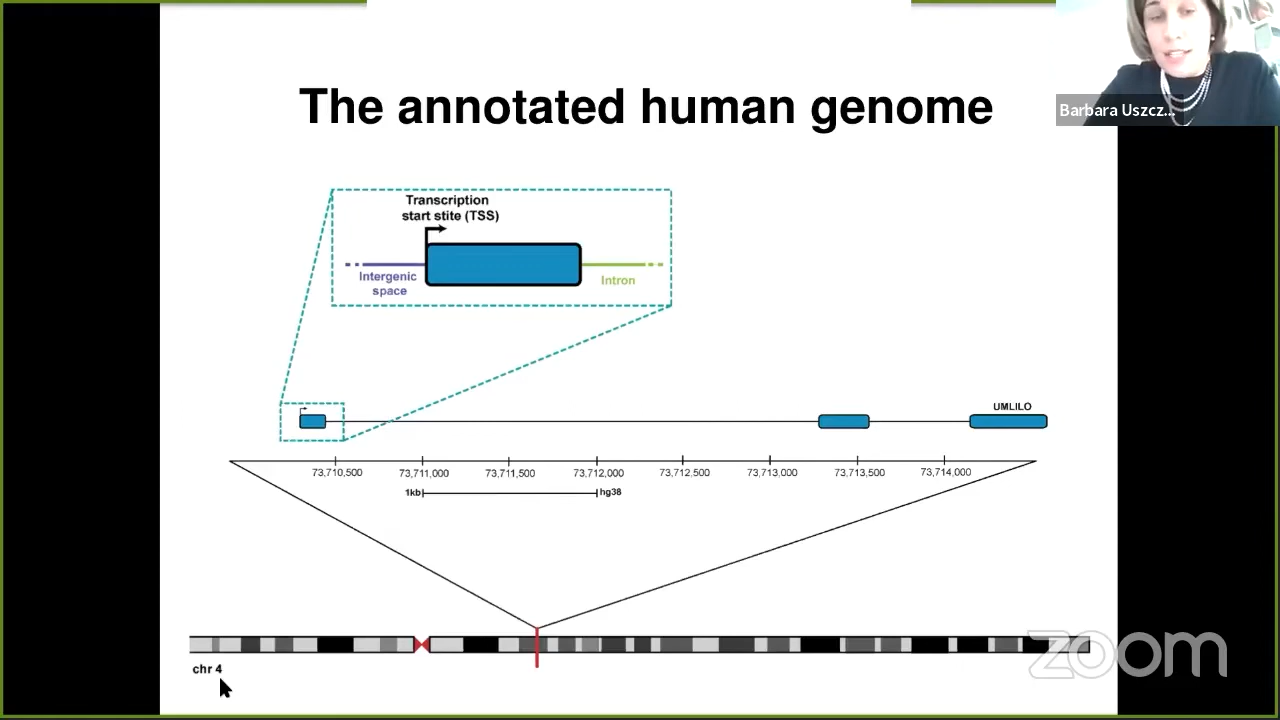 The annotated human genome
Barbara Uszcz...
Transcription
start stite (TSS)
Intergenic
space
Intron
UMLILO
73,710,500 73,711,000 73,711,500 73,712,000 73,712,500 73,713,000 73,713,500 73,714,000
1kb hg38
chr 4
zoom